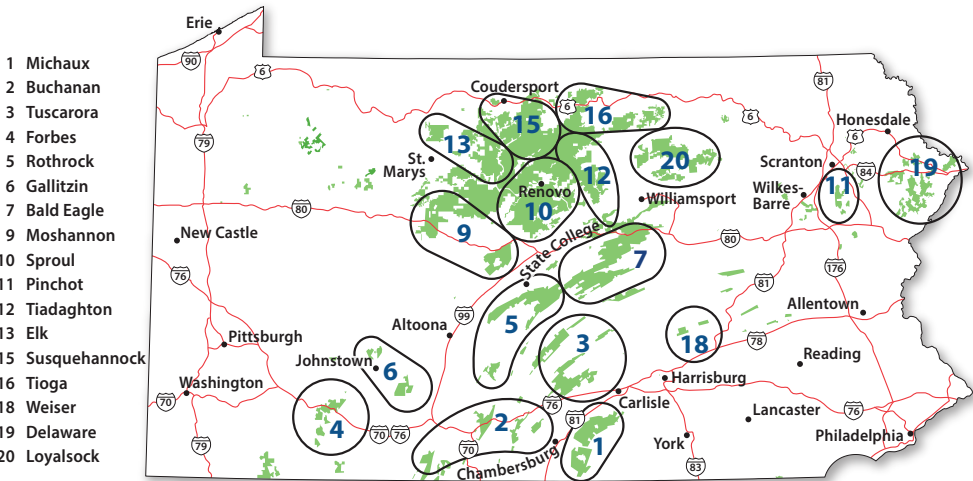 1 Michaux
2 Buchanan
3 Tuscarora
4 Forbes
5 Rothrock
6 Gallitzin
7 Bald Eagle
9 Moshannon
10 Sproul
11 Pinchot
12 Tiadaghton
13 Elk
15 Susquehannock
16 Tioga
18 Weiser
19 Delaware
20 Loyalsock
Erie
90
6
81
Coudersport
6
16
6
Honesdale
15
13
79
St.
Marys
20
Scranton
6
84
19
12
Wilkes-
Barre
11
Renovo
10
Williamsport
80
9
New Castle
State College
7
80
76
176
81
Allentown
99
5
Altoona
3
18
78
Pittsburgh
Johnstown
6
Reading
Harrisburg
Washington
70
76
Carlisle
76
Lancaster
4
70
76
2
81
1
York
Philadelphia
79
70
Chambersburg
83